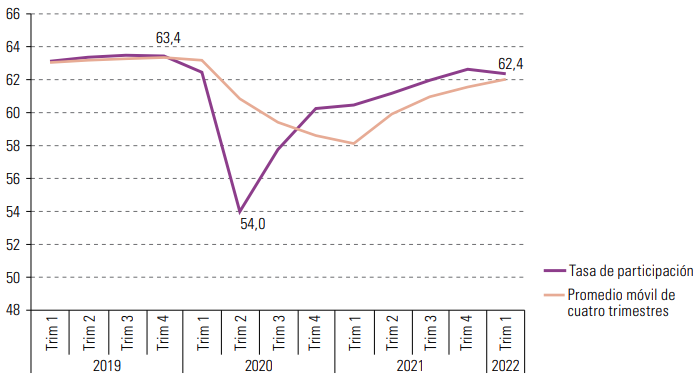 66
64
62
60
58
56
54
52
50
48
63,4
54,0
62,4
Trim 1
Trim 2
Trim 3
Trim 4
Trim 1
Trim 2
Trim 3
Trim 4
Trim 1
Trim 2
Trim 3
Trim 4
Trim 1
2019
2020
2021
2022
Tasa de participación
Promedio móvil de
cuatro trimestres